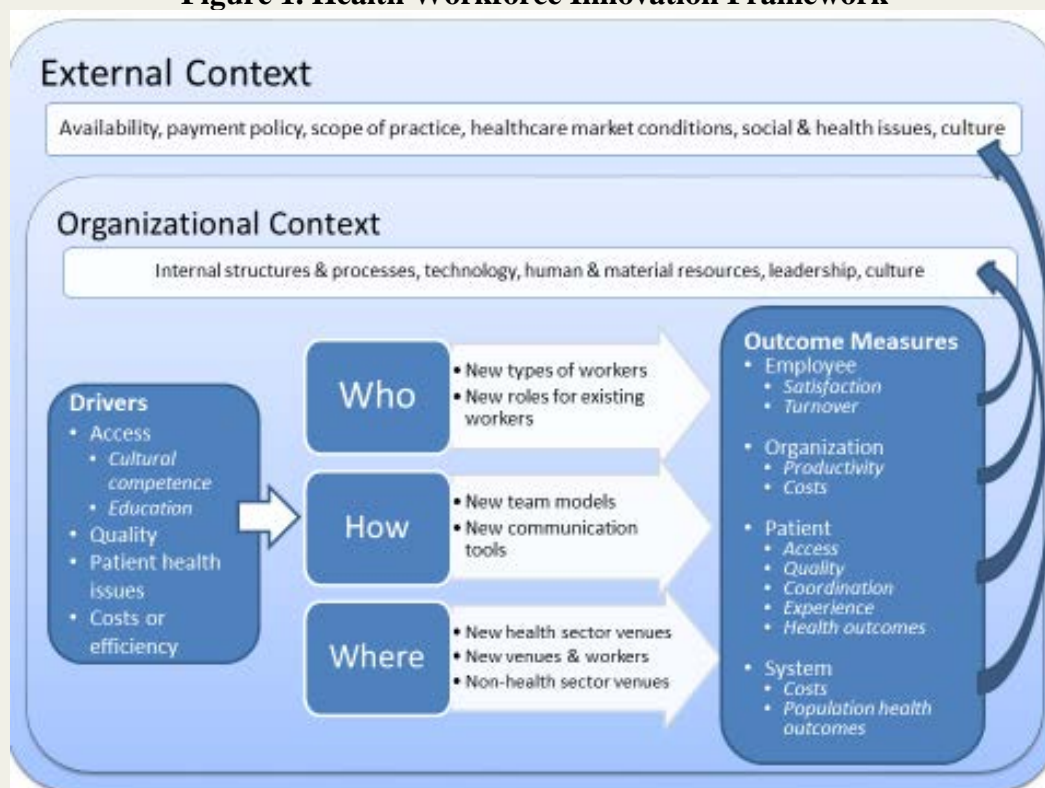 Figure 1. Health Workforce Innovation Framework
External Context
Availability, payment policy, scope of practice, healthcare market conditions, social & health issues, culture
Organizational Context
Internal structures & processes, technology, human & material resources, leadership, culture
Drivers
• Access
• Cultural
competence
• Education
• Quality
• Patient health
issues
• Costs or
efficiency
Who
• New types of workers
• New roles for existing
workers
How
• New team models
• New communication
tools
Where
• New health sector venues
• New venues & workers
• Non-health sector venues
Outcome Measures
• Employee
• Satisfaction
• Turnover
• Organization
• Productivity
• Costs
• Patient
• Access
• Quality
• Coordination
• Experience
• Health outcomes
• System
• Costs
• Population health
outcomes